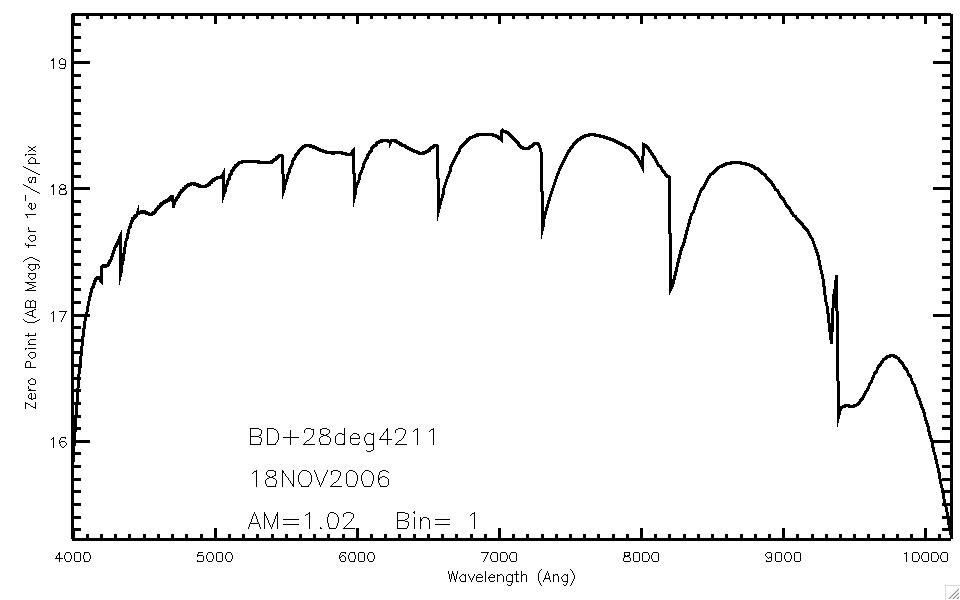 19
18
17
16
Zero Point (AB Mag) for 1e⁻/s/pix
BD+28deg4211
18NOV2006
AM=1.02 Bin= 1
4000 5000 6000 7000 8000 9000 10000
Wavelength (Ang)